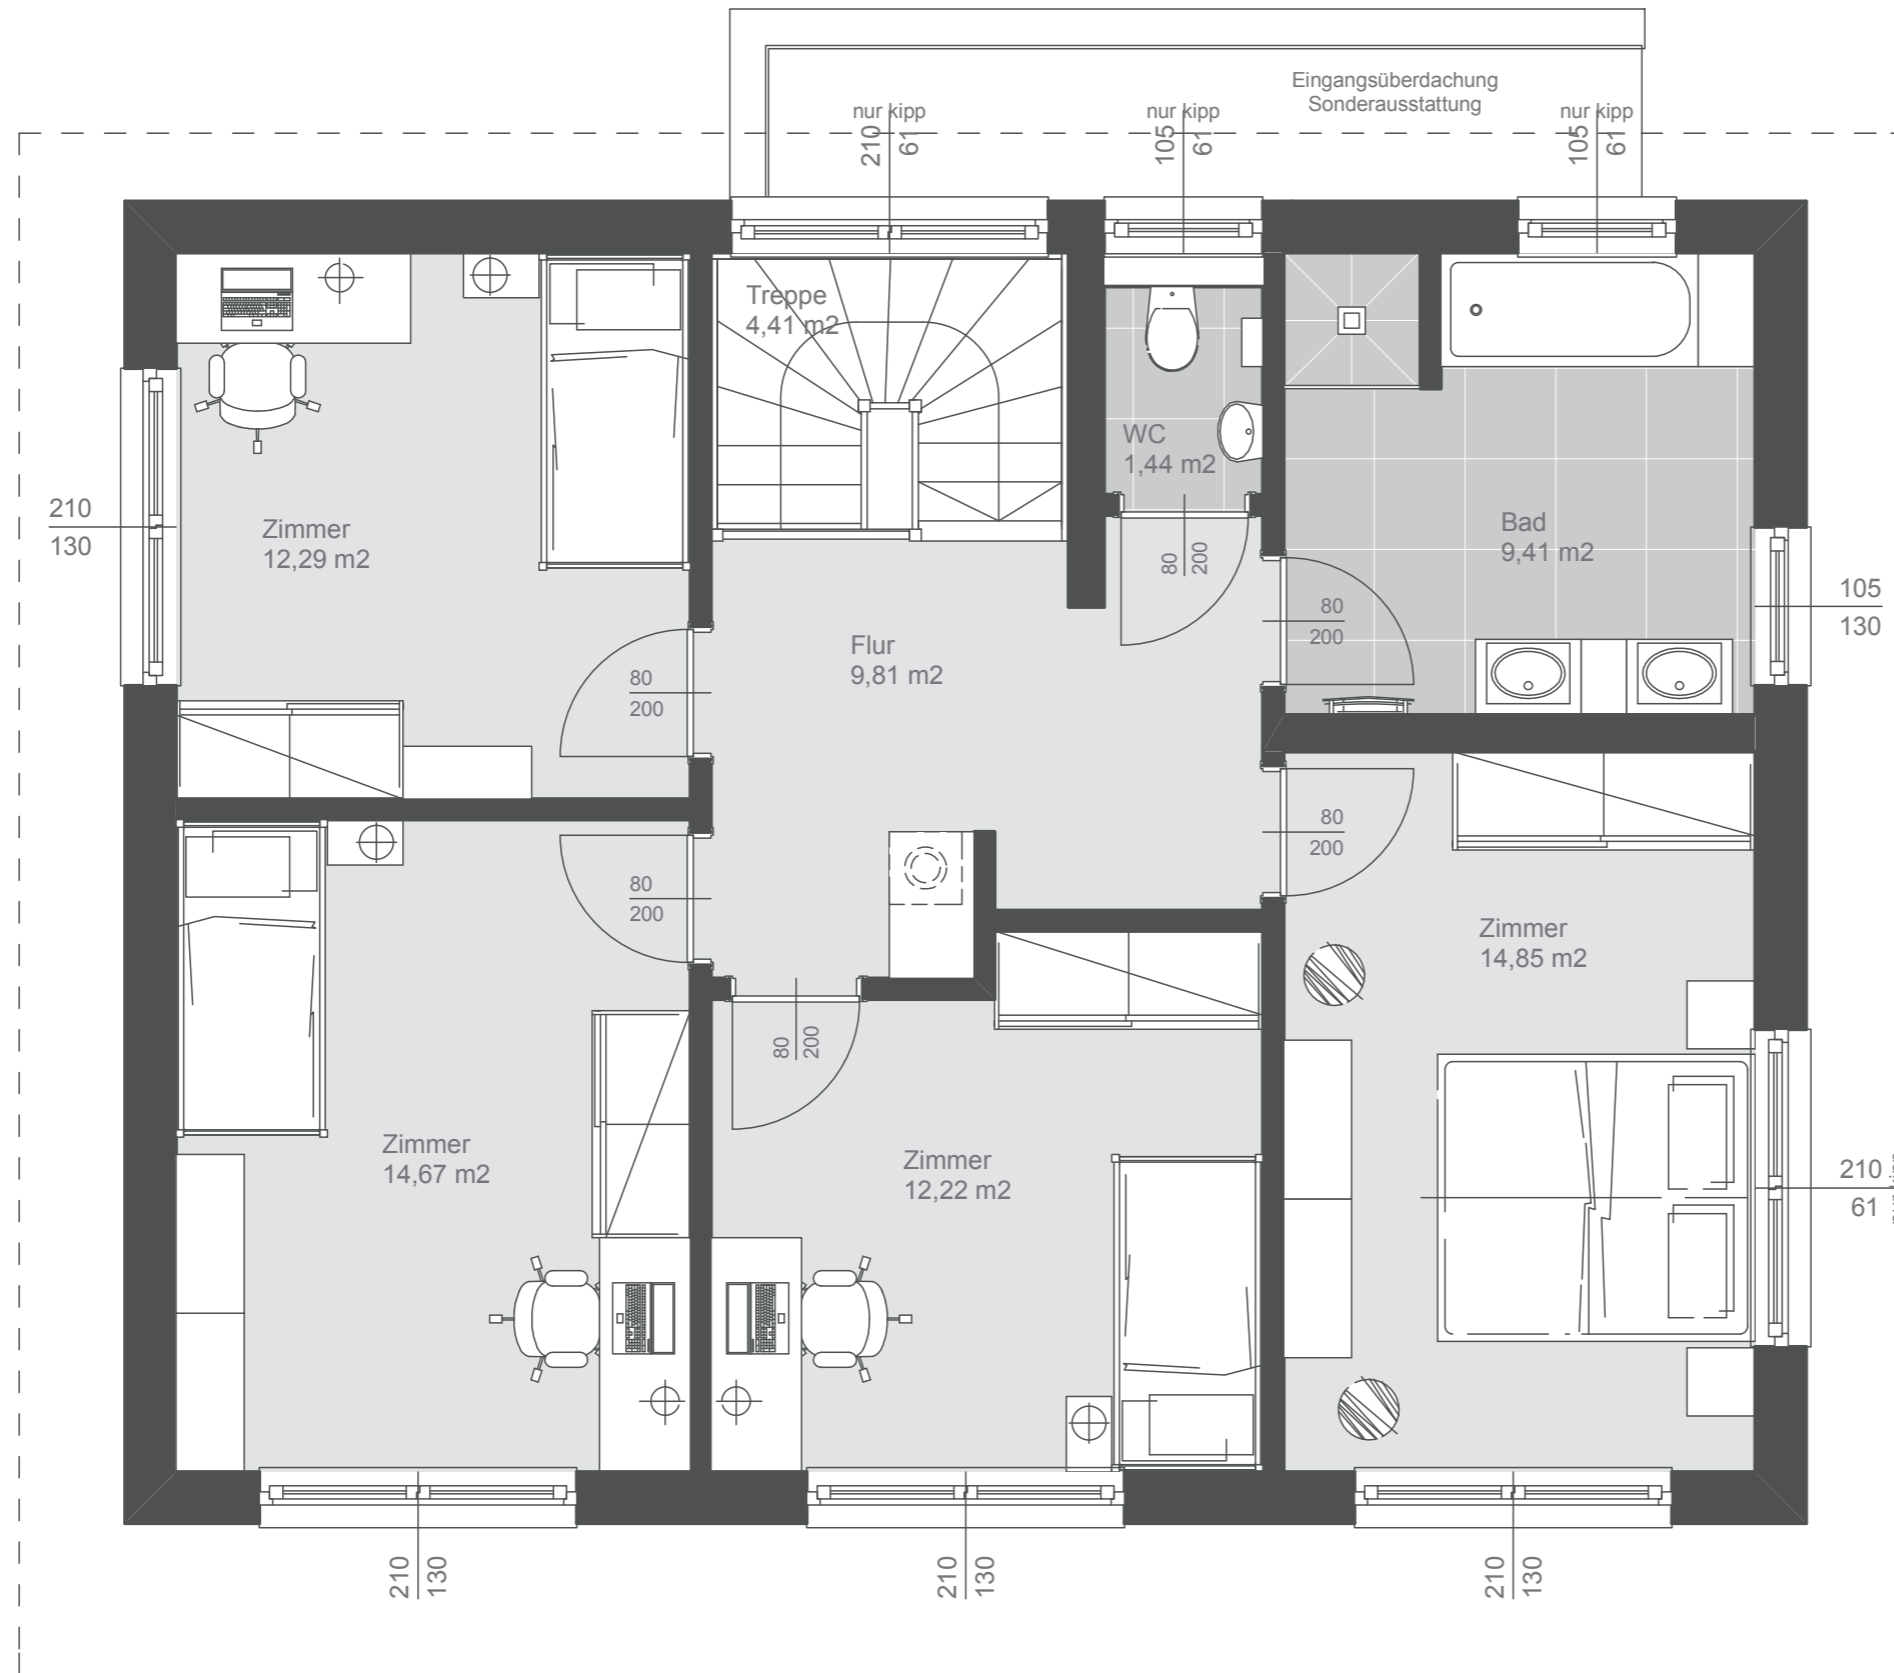 Eingangsüberdachung
Sonderausstattung
nur kipp
210
61
nur kipp
105
61
nur kipp
105
61
Treppe
4,41 m2
WC
1,44 m2
Zimmer
12,29 m2
210
130
Bad
9,41 m2
80
200
80
200
105
130
Flur
9,81 m2
80
200
80
200
80
200
Zimmer
14,85 m2
80
200
Zimmer
14,67 m2
Zimmer
12,22 m2
210
61
210
130
210
130
210
130